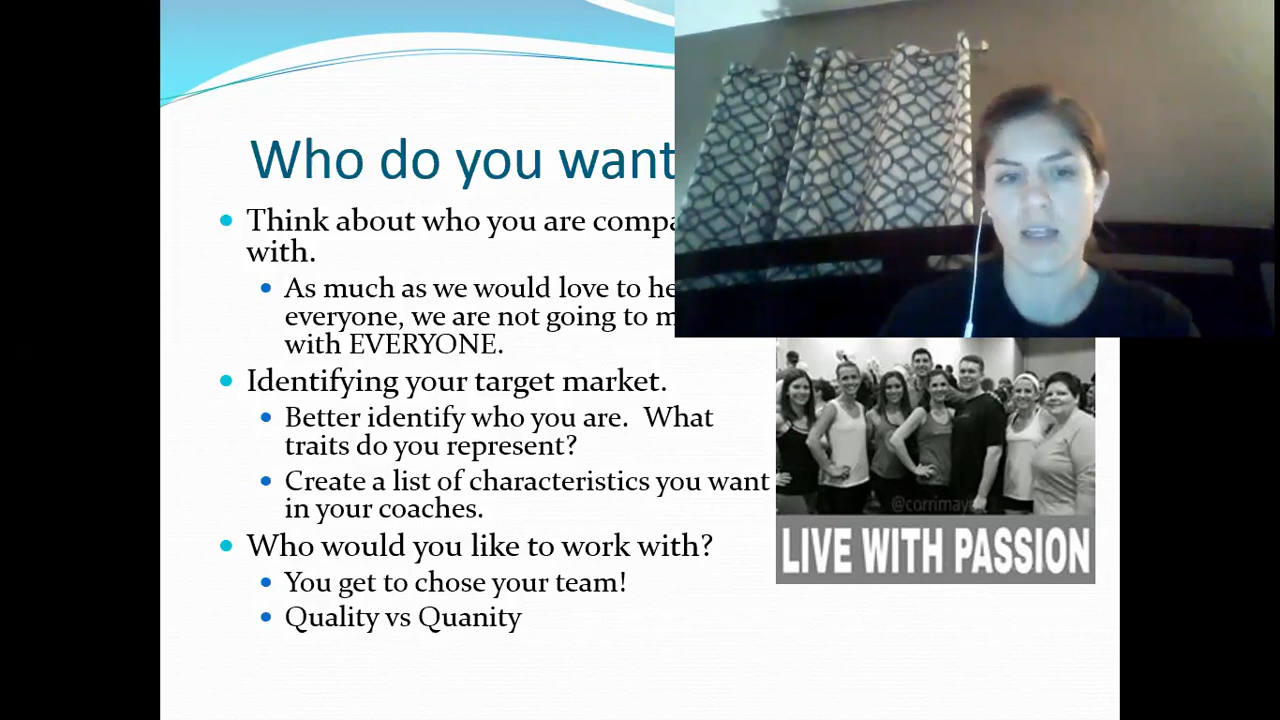 Who do you want
Think about who you are
with.
As much as we would love to
everyone, we are not going to
with EVERYONE.
Identifying your target market.
Better identify who you are. What
traits do you represent?
Create a list of characteristics you want
in your coaches.
Who would you like to work with?
You get to chose your team!
Quality vs Quanity
LIVE WITH PASSION